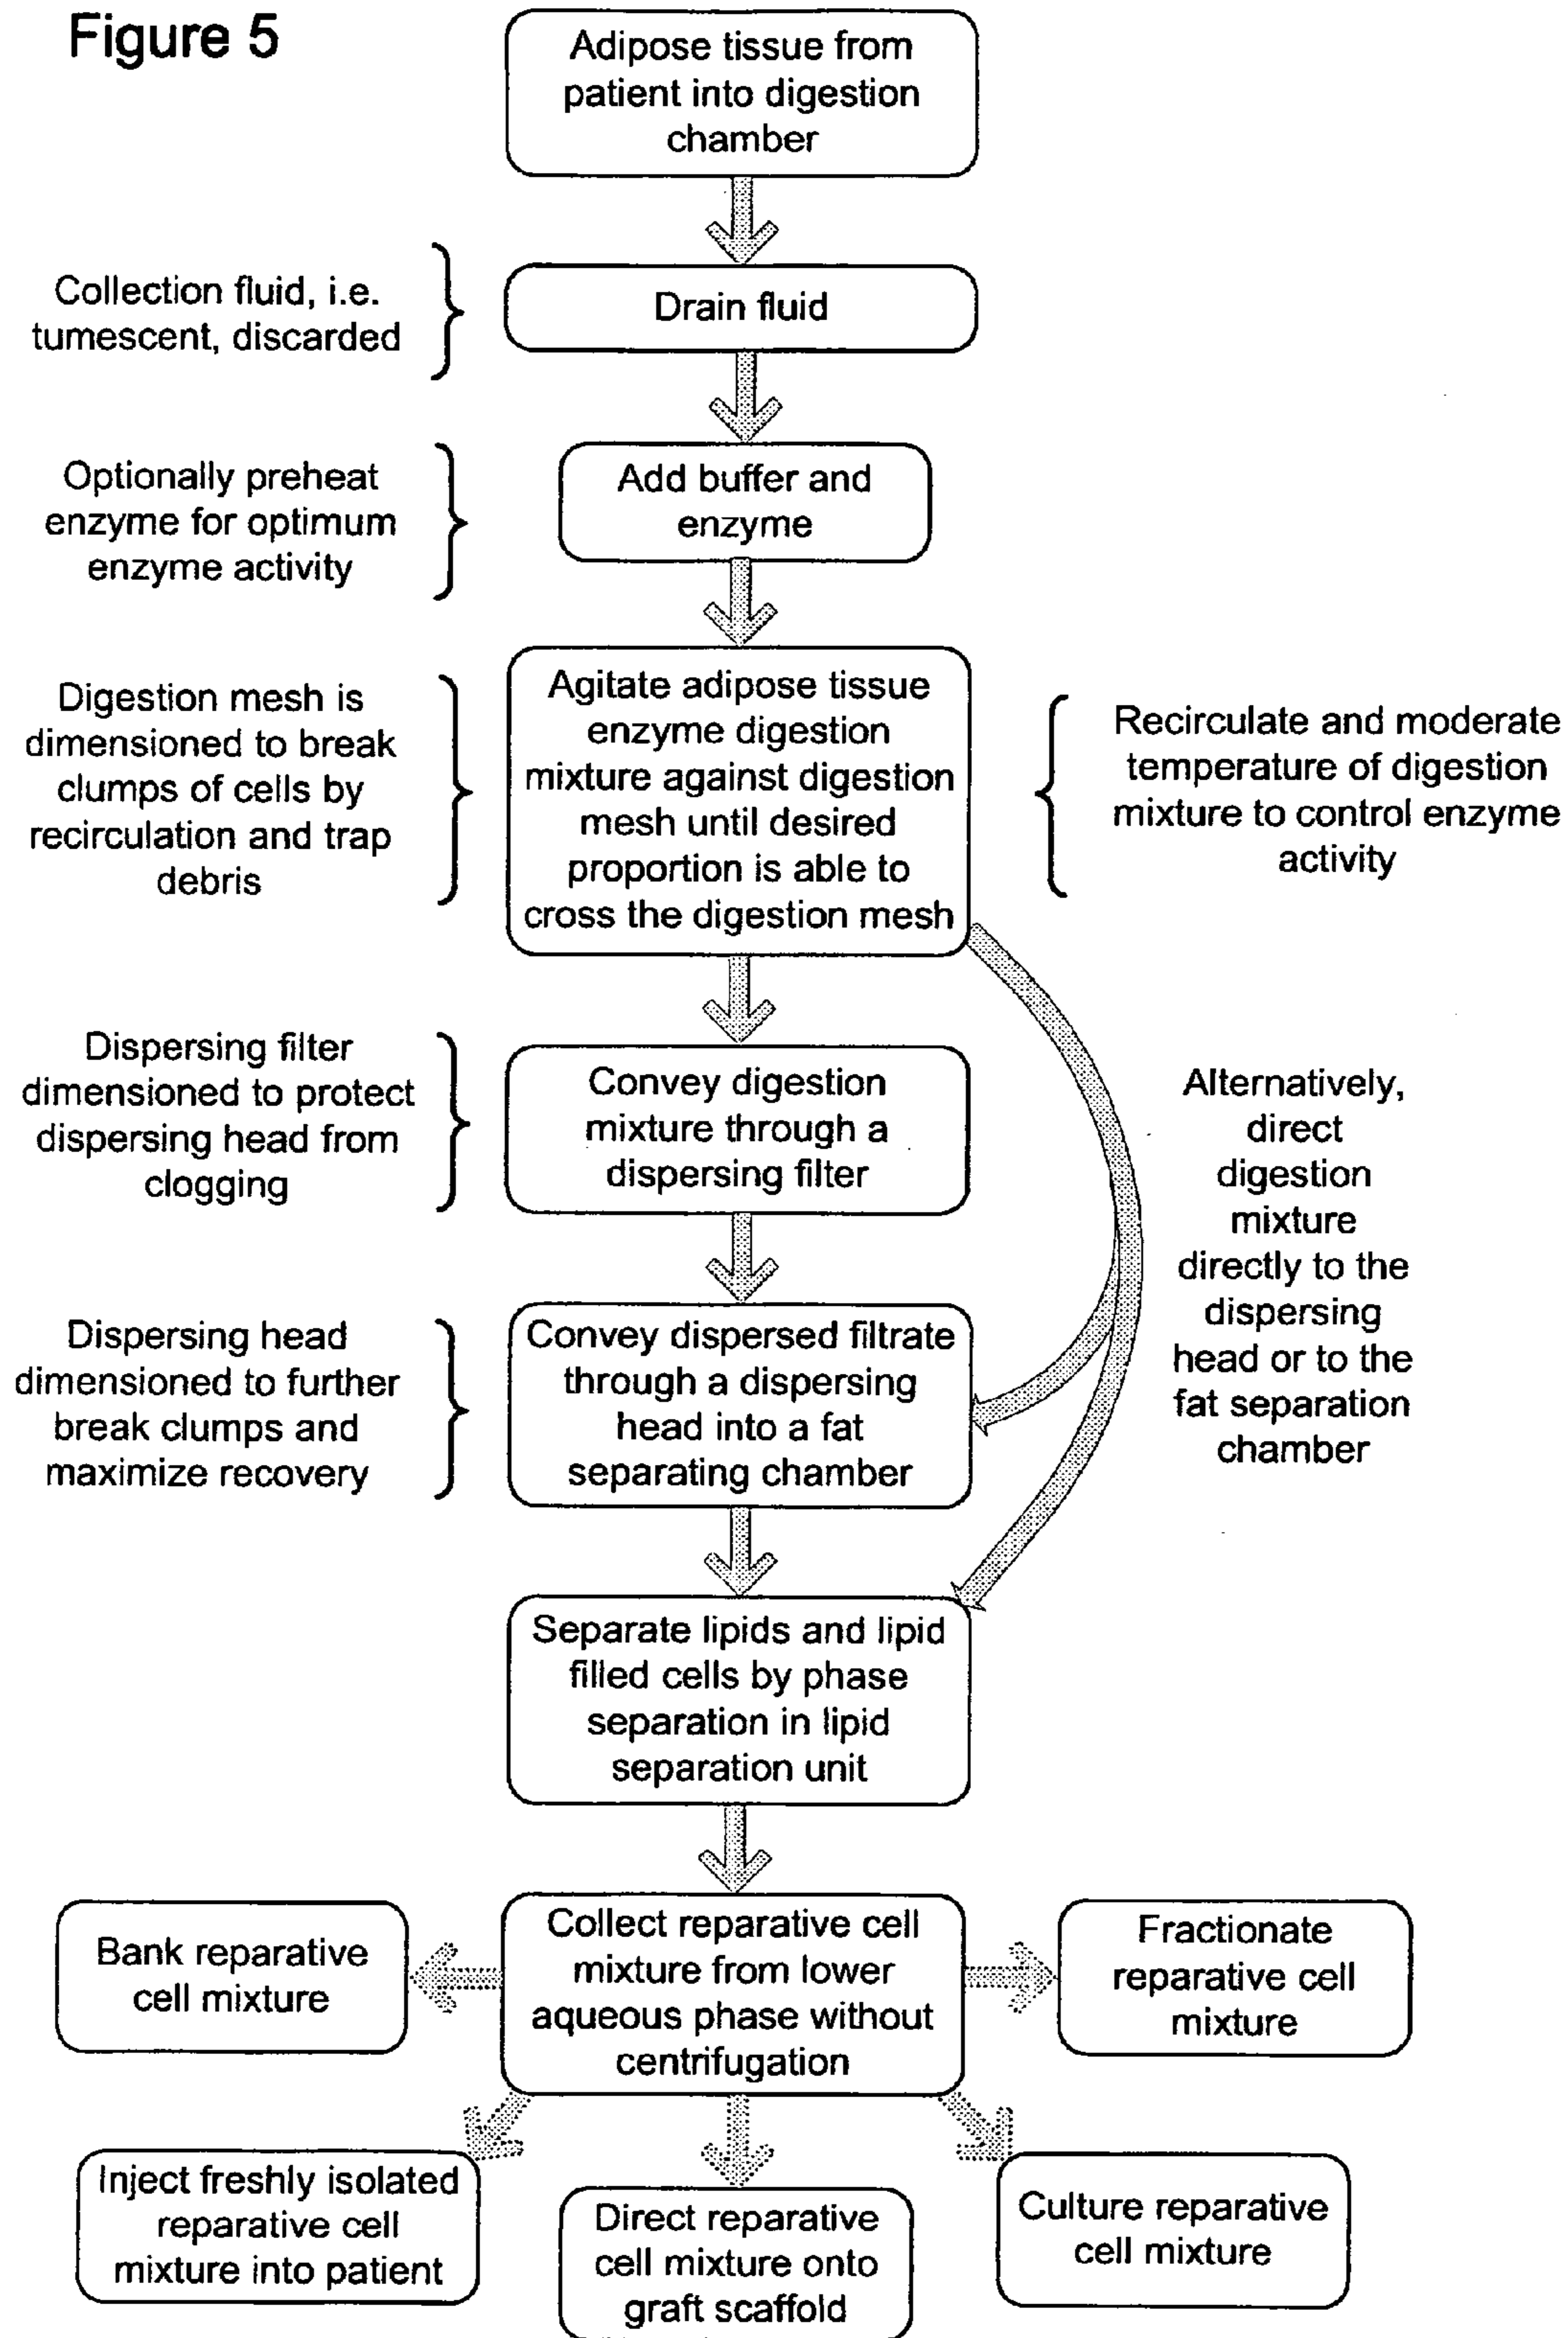 Figure 5
Adipose tissue from
patient into digestion
chamber
Collection fluid, i.e.
tumescent, discarded
Drain fluid
Optionally preheat
enzyme for optimum
enzyme activity
Add buffer and
enzyme
Digestion mesh is
dimensioned to break
clumps of cells by
recirculation and trap
debris
Agitate adipose tissue
enzyme digestion
mixture against digestion
mesh until desired
proportion is able to
cross the digestion mesh
Recirculate and moderate
temperature of digestion
mixture to control enzyme
activity
Dispersing filter
dimensioned to protect
dispersing head from
clogging
Convey digestion
mixture through a
dispersing filter
Alternatively,
direct
digestion
mixture
directly to the
dispersing
head or to the
fat separation
chamber
Dispersing head
dimensioned to further
break clumps and
maximize recovery
Convey dispersed filtrate
through a dispersing
head into a fat
separating chamber
Separate lipids and lipid
filled cells by phase
separation in lipid
separation unit
Bank reparative
cell mixture
Collect reparative cell
mixture from lower
aqueous phase without
centrifugation
Fractionate
reparative cell
mixture
Inject freshly isolated
reparative cell
mixture into patient
Direct reparative
cell mixture onto
graft scaffold
Culture reparative
cell mixture